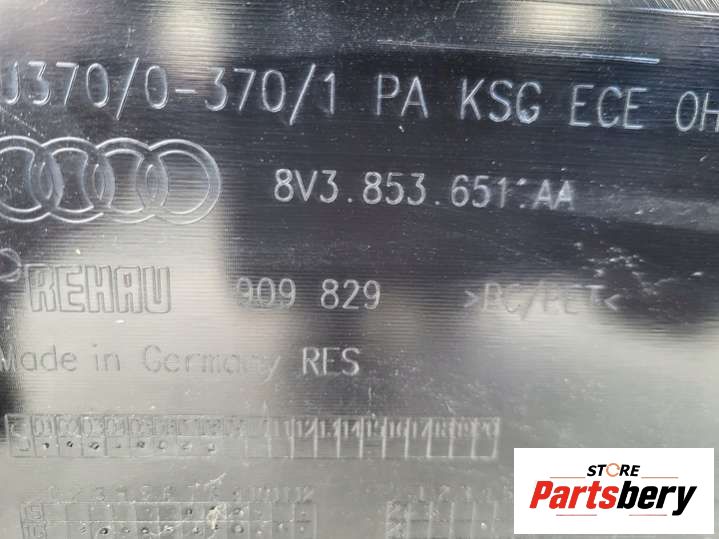 U370/0-370/1 PA KSG ECE OH
8V3.853.651.AA
REHAU 909 829 >PC/PET<
Made in Germany RES
STORE
Partsbery